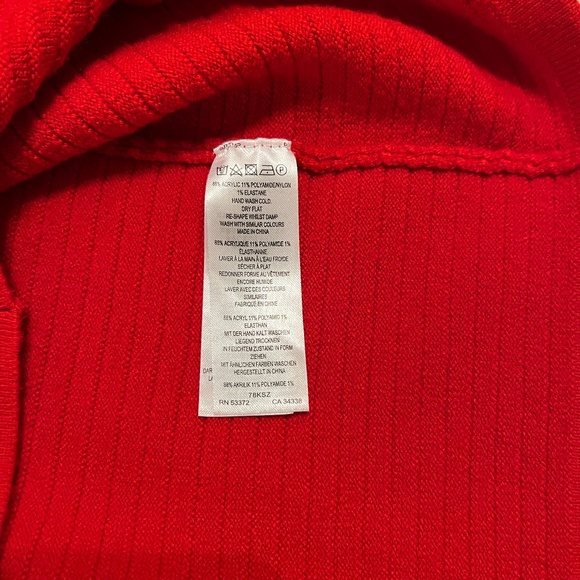 88% ACRYLIC 11% POLYAMIDE/NYLON
1% ELASTANE
HAND WASH COLD.
DRY FLAT
RE-SHAPE WHILST DAMP
WASH WITH SIMILAR COLOURS
MADE IN CHINA
88% ACRYLIQUE 11% POLYAMIDE 1%
ÉLASTHANNE
LAVER À LA MAIN À L'EAU FROYDE
SÉCHER À PLAT
REDONNER FORME AU VÊTEMENT
ENCORE HUMIDE
LAVER AVEC DES COULEURS
SIMILAIRES
FABRIQUÉ EN CHINE
88% ACRYL 11% POLYAMID 1%
ELASTHAN
MIT DER HAND KALT WASCHEN
LIEGEND TROCKNEN
IN FEUCHTEM ZUSTAND IN FORM
ZIEHEN
MIT ÄHNLICHEN FARBEN WASCHEN
HERGESTELLT IN CHINA
88% AKRILIK 11% POLYAMIDE 1%
78KSZ
RN 53372 CA 34338